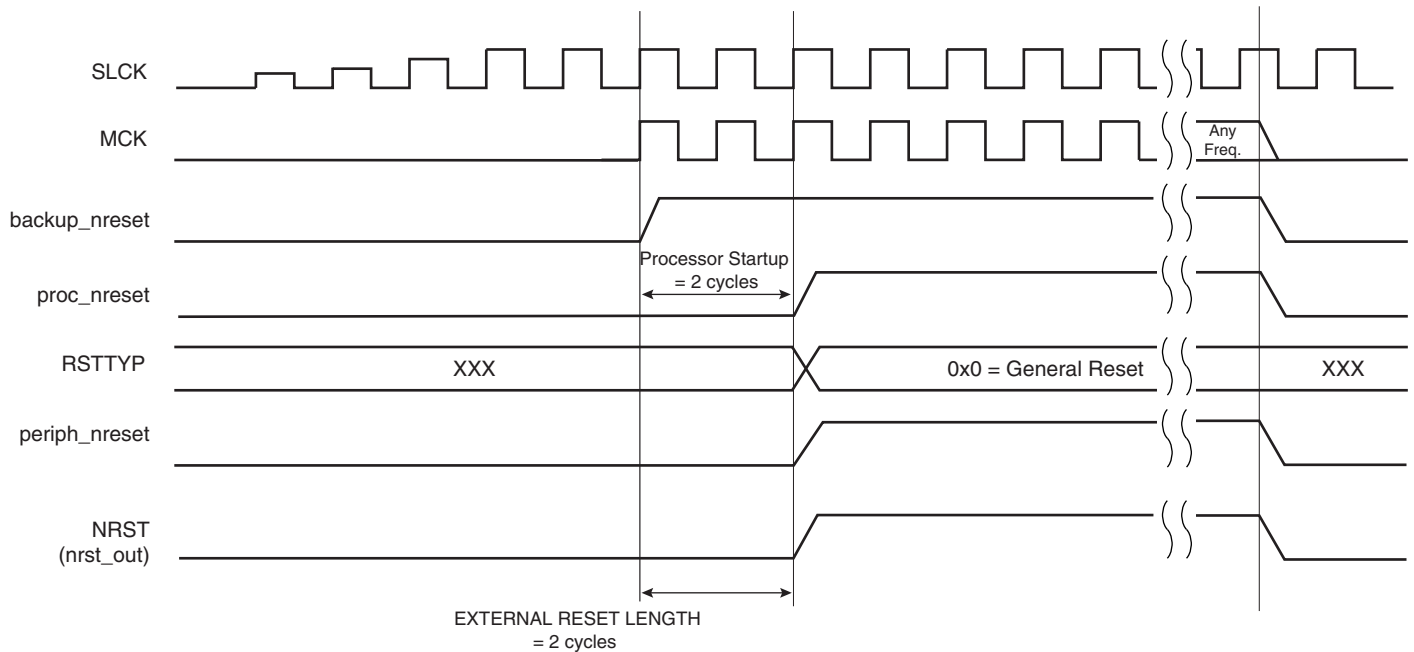 SLCK
MCK
Any
Freq.
backup_nreset
Processor Startup
= 2 cycles
proc_nreset
RSTTYP
XXX
0x0 = General Reset
XXX
periph_nreset
NRST
(nrst_out)
EXTERNAL RESET LENGTH
= 2 cycles